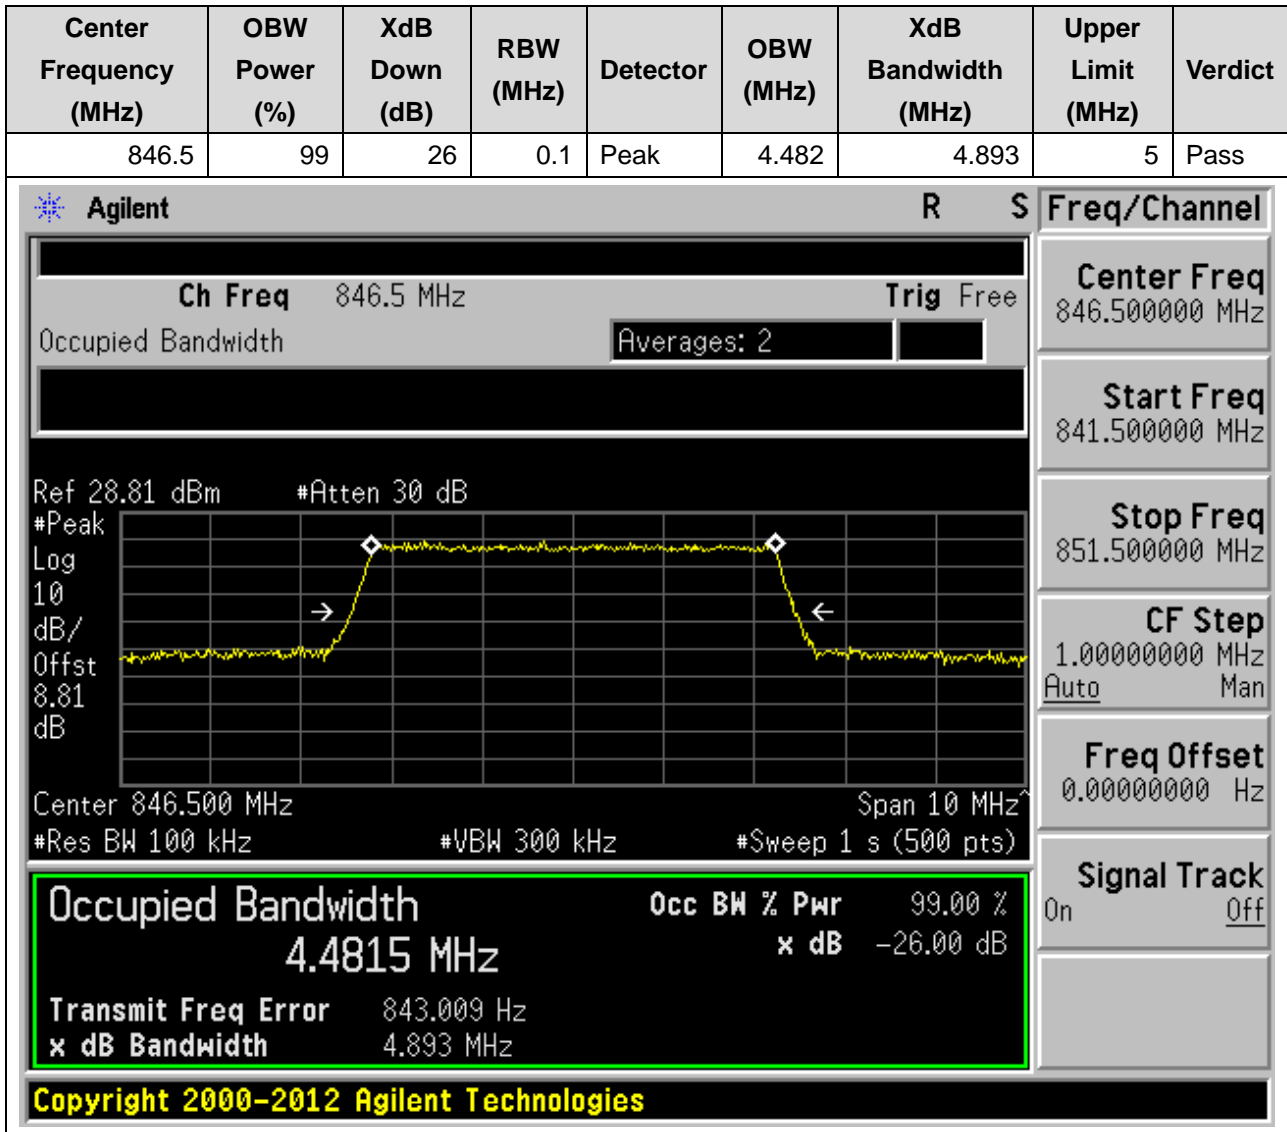 Center Frequency (MHz) OBW Power (%) XdB Down (dB) RBW (MHz) Detector OBW (MHz) XdB Bandwidth (MHz) Upper Limit (MHz) Verdict
846.5 99 26 0.1 Peak 4.482 4.893 5 Pass
Agilent R S Freq/Channel
Ch Freq 846.5 MHz Trig Free
Occupied Bandwidth Averages: 2
Center Freq
846.500000 MHz
Start Freq
841.500000 MHz
Stop Freq
851.500000 MHz
CF Step
1.00000000 MHz
Auto Man
Freq Offset
0.00000000 Hz
Signal Track
On Off
Ref 28.81 dBm #Atten 30 dB
#Peak
Log
10
dB/
Offst
8.81
dB
Center 846.500 MHz Span 10 MHz^
#Res BW 100 kHz #VBW 300 kHz #Sweep 1 s (500 pts)
Occupied Bandwidth Occ BW % Pwr 99.00 %
4.4815 MHz x dB -26.00 dB
Transmit Freq Error 843.009 Hz
x dB Bandwidth 4.893 MHz
Copyright 2000-2012 Agilent Technologies